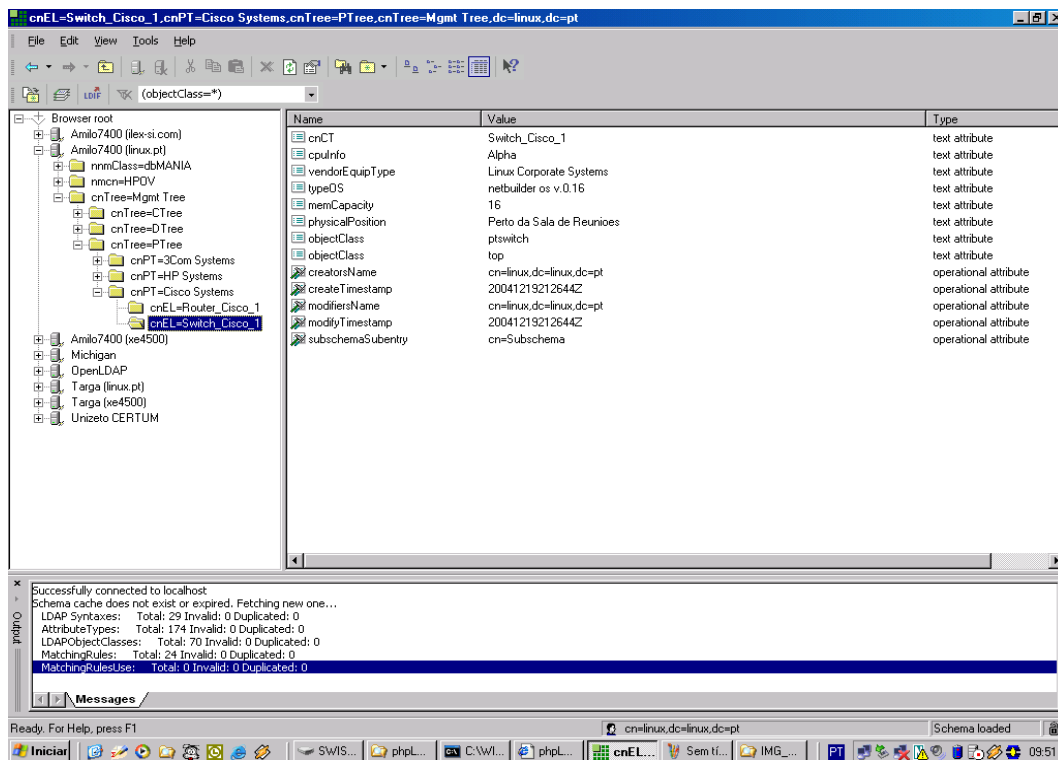 cnEL=Switch_Cisco_1,cnPT=Cisco Systems,cnTree=PTree,cnTree=Mgmt Tree,dc=linux,dc=pt
File Edit View Tools Help
LDIF (objectClass=*)
Browser root
Amilo7400 (ilex-si.com)
Amilo7400 (linux.pt)
nnmClass=dbMANIA
nmcn=HPOV
cnTree=Mgmt Tree
cnTree=CTree
cnTree=DTree
cnTree=PTree
cnPT=3Com Systems
cnPT=HP Systems
cnPT=Cisco Systems
cnEL=Router_Cisco_1
cnEL=Switch_Cisco_1
Amilo7400 (xe4500)
Michigan
OpenLDAP
Targa (linux.pt)
Targa (xe4500)
Unizeto CERTUM
Name Value Type
cnCT Switch_Cisco_1 text attribute
cpuInfo Alpha text attribute
vendorEquipType Linux Corporate Systems text attribute
typeOS netbuilder os v.0.16 text attribute
memCapacity 16 text attribute
physicalPosition Perto da Sala de Reunioes text attribute
objectClass ptswitch text attribute
objectClass top text attribute
creatorsName cn=linux,dc=linux,dc=pt operational attribute
createTimestamp 20041219212644Z operational attribute
modifiersName cn=linux,dc=linux,dc=pt operational attribute
modifyTimestamp 20041219212644Z operational attribute
subschemaSubentry cn=Subschema operational attribute
Output
Successfully connected to localhost
Schema cache does not exist or expired. Fetching new one...
LDAP Syntaxes: Total: 29 Invalid: 0 Duplicated: 0
AttributeTypes: Total: 174 Invalid: 0 Duplicated: 0
LDAPObjectClasses: Total: 70 Invalid: 0 Duplicated: 0
MatchingRules: Total: 24 Invalid: 0 Duplicated: 0
MatchingRulesUse: Total: 0 Invalid: 0 Duplicated: 0
Messages
Ready. For Help, press F1 cn=linux,dc=linux,dc=pt Schema loaded
Iniciar SWIS... phpL... C:\WI... phpL... cnEL... Sem tí... IMG_... PT 09:51